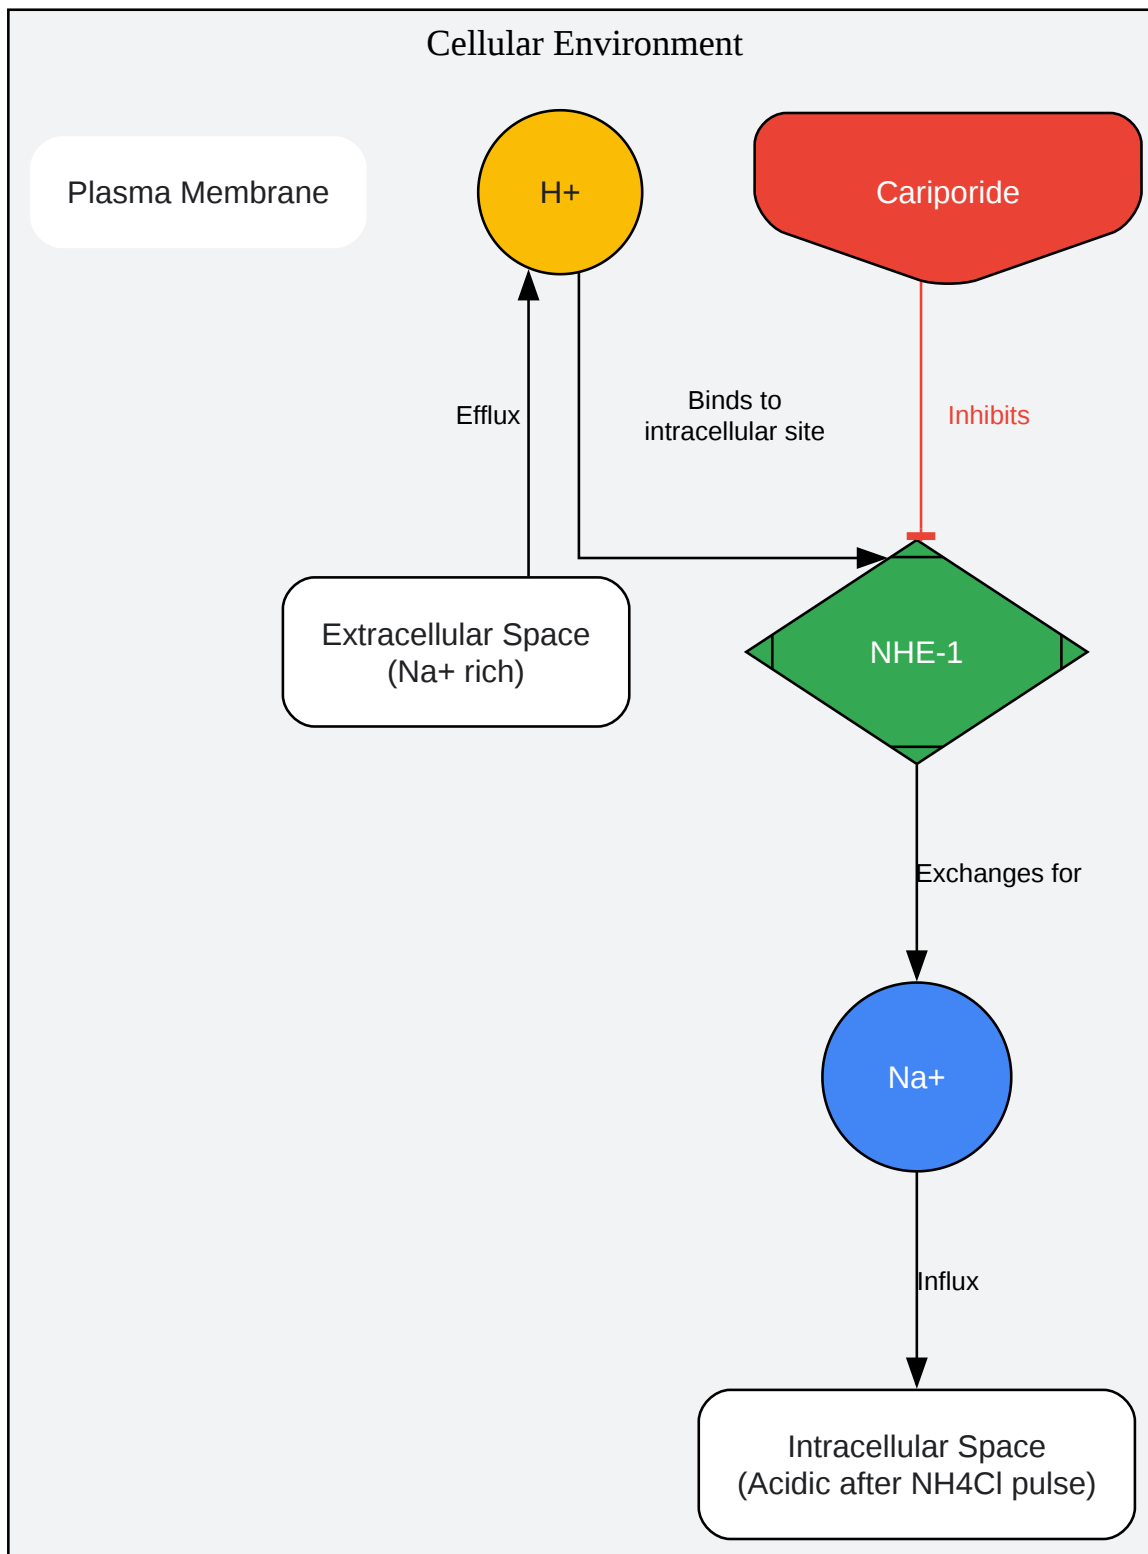 Cellular Environment
Plasma Membrane
H+
Cariporide
Efflux
Binds to
intracellular site
Inhibits
Extracellular Space
(Na+ rich)
NHE-1
Exchanges for
Na+
Influx
Intracellular Space
(Acidic after NH4Cl pulse)